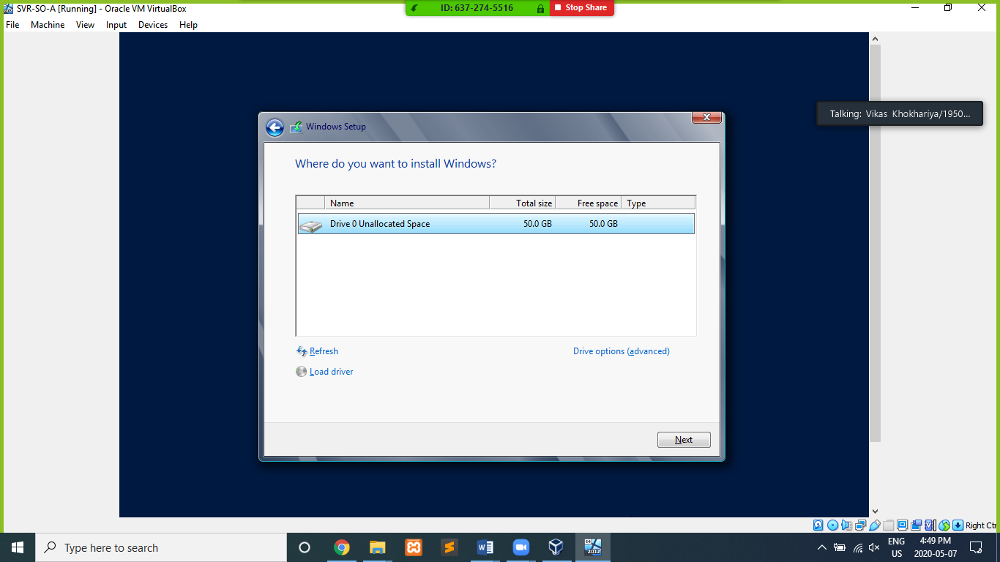 SVR-SO-A [Running] - Oracle VM VirtualBox
ID: 637-274-5516
Stop Share
File Machine View Input Devices Help
Talking: Vikas Khokhariya/1950...
Windows Setup
Where do you want to install Windows?
Name Total size Free space Type
Drive 0 Unallocated Space 50.0 GB 50.0 GB
Refresh Drive options (advanced)
Load driver
Next
Right Ctr
Type here to search
W
64
2012
ENG
US
4:49 PM
2020-05-07